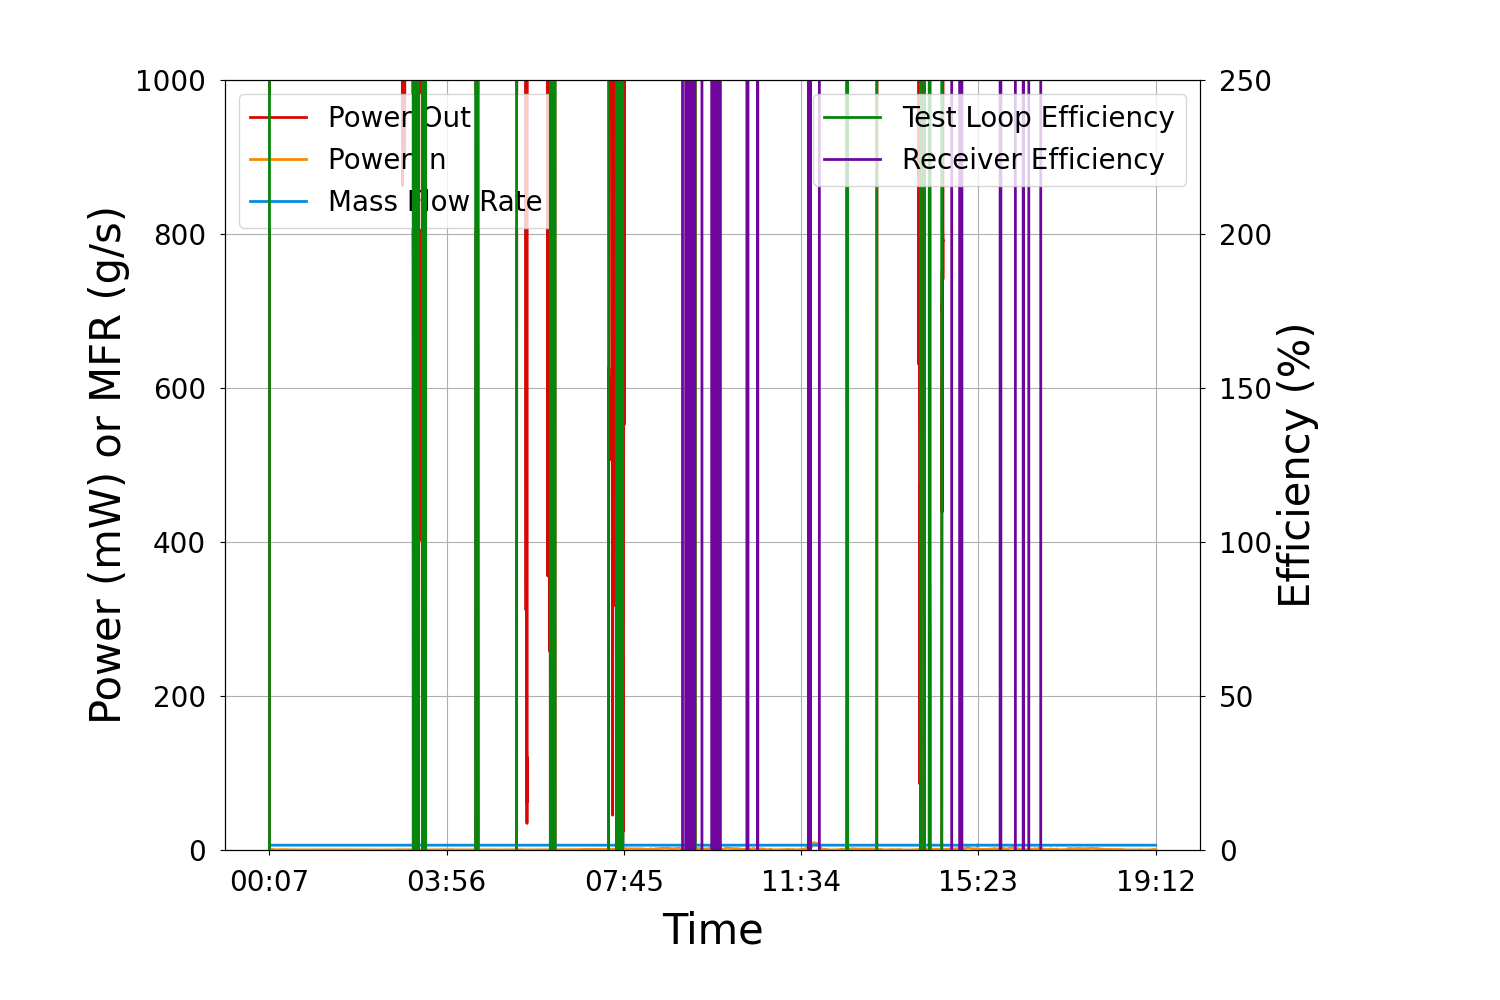 1000
800
600
400
200
0
Power (mW) or MFR (g/s)
Power Out
Power In
Mass Flow Rate
Test Loop Efficiency
Receiver Efficiency
250
200
150
100
50
0
Efficiency (%)
00:07 03:56 07:45 11:34 15:23 19:12
Time